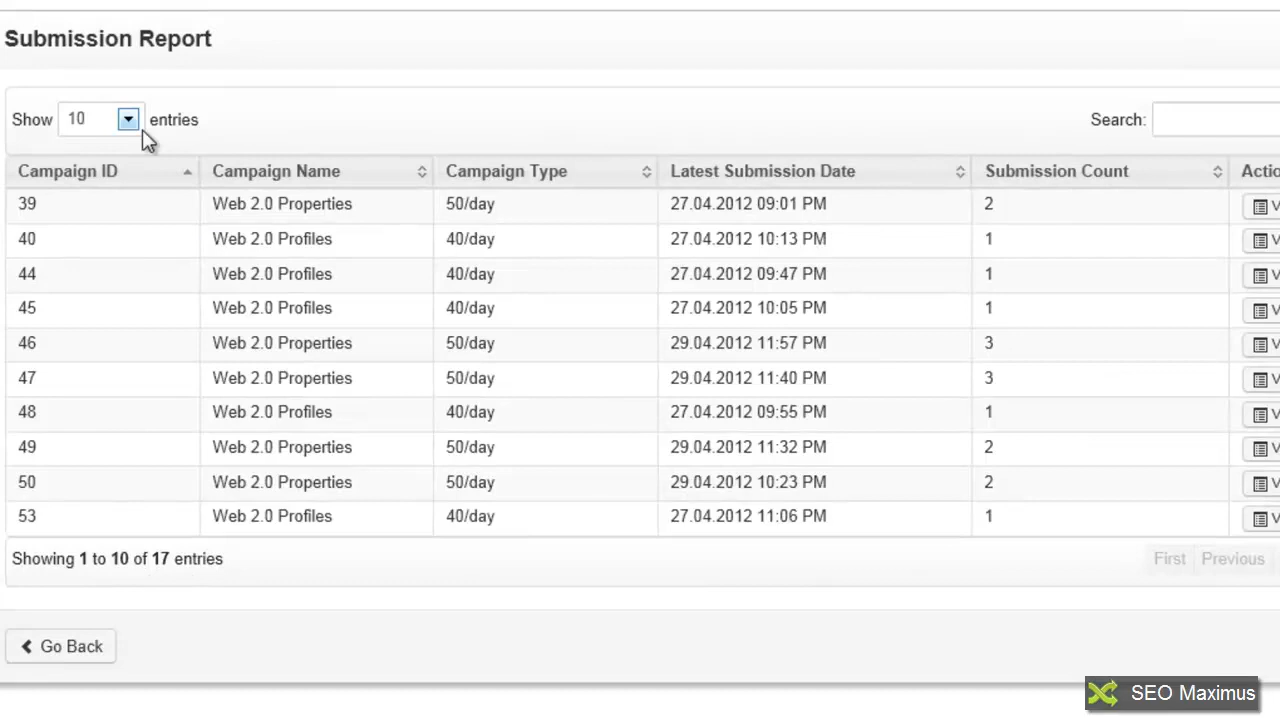 Submission Report
Show 10 entries Search:
Campaign ID Campaign Name Campaign Type Latest Submission Date Submission Count
39 Web 2.0 Properties 50/day 27.04.2012 09:01 PM 2
40 Web 2.0 Profiles 40/day 27.04.2012 10:13 PM 1
44 Web 2.0 Profiles 40/day 27.04.2012 09:47 PM 1
45 Web 2.0 Profiles 40/day 27.04.2012 10:05 PM 1
46 Web 2.0 Properties 50/day 29.04.2012 11:57 PM 3
47 Web 2.0 Properties 50/day 29.04.2012 11:40 PM 3
48 Web 2.0 Profiles 40/day 27.04.2012 09:55 PM 1
49 Web 2.0 Properties 50/day 29.04.2012 11:32 PM 2
50 Web 2.0 Properties 50/day 29.04.2012 10:23 PM 2
53 Web 2.0 Profiles 40/day 27.04.2012 11:06 PM 1
Showing 1 to 10 of 17 entries First Previous
Go Back
SEO Maximus